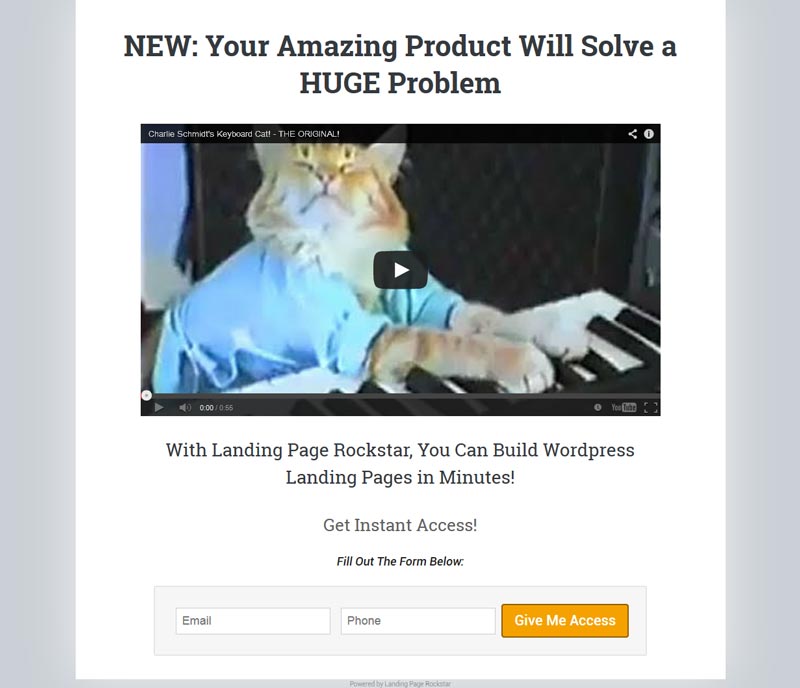 NEW: Your Amazing Product Will Solve a
HUGE Problem
Charlie Schmidt's Keyboard Cat! - THE ORIGINAL!
0:00 / 0:55
YouTube
With Landing Page Rockstar, You Can Build Wordpress
Landing Pages in Minutes!
Get Instant Access!
Fill Out The Form Below:
Email Phone Give Me Access
Powered by Landing Page Rockstar